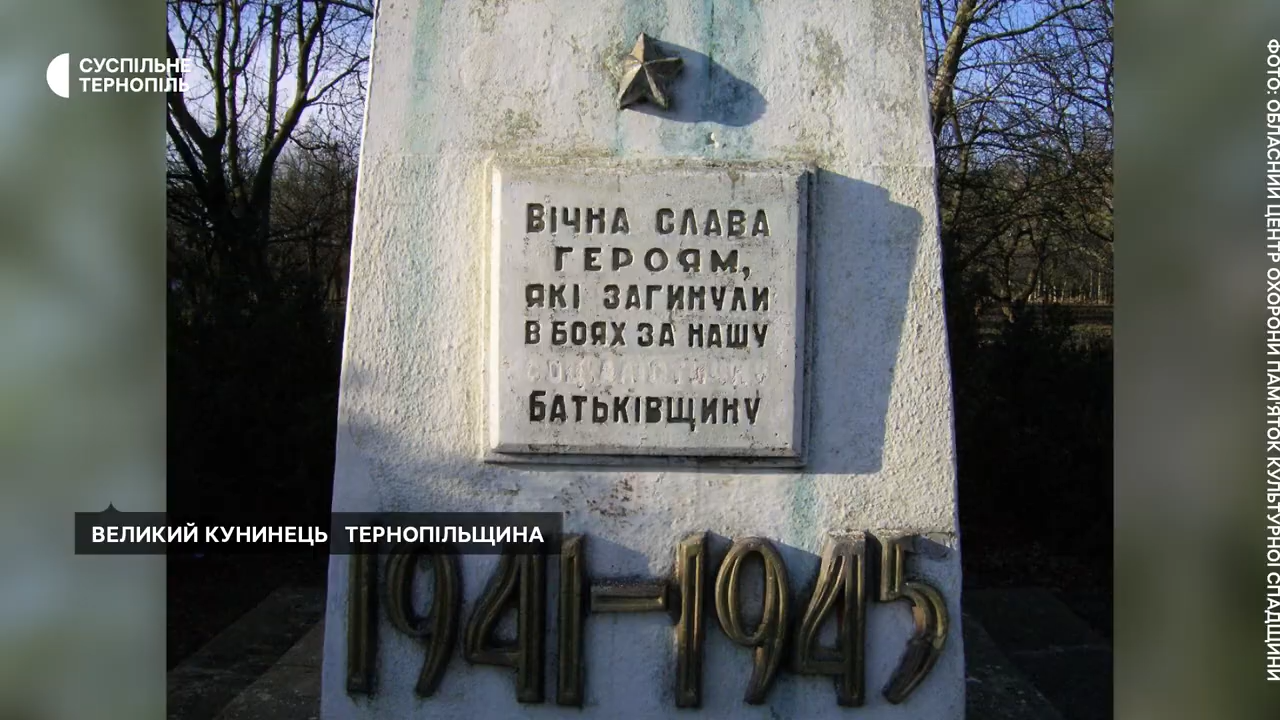 СУСПІЛЬНЕ
ТЕРНОПІЛЬ
ВІЧНА СЛАВА
ГЕРОЯМ,
ЯКІ ЗАГИНУЛИ
В БОЯХ ЗА НАШУ
БАТЬКІВЩИНУ
ВЕЛИКИЙ КУНИНЕЦЬ ТЕРНОПІЛЬЩИНА
1941-1945
ФОТО: ОБЛАСНИЙ ЦЕНТР ОХОРОНИ ПАМ'ЯТОК КУЛЬТУРНОЇ СПАДЩИНИ